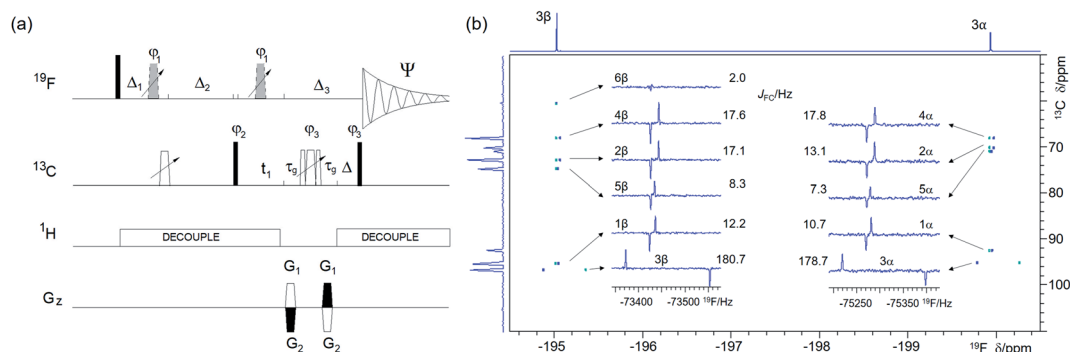 (a)
¹⁹F
φ₁
φ₁
Δ₁
Δ₂
Δ₃
Ψ
¹³C
φ₂
φ₃
φ₃
t₁
τg
τg
Δ
¹H
DECOUPLE
DECOUPLE
Gz
G₁
G₁
G₂
G₂
(b)
3β
3α
J_FC/Hz
6β 2.0
4β 17.6
2β 17.1
5β 8.3
1β 12.2
3β 180.7
-73400 -73500 ¹⁹F/Hz
17.8 4α
13.1 2α
7.3 5α
10.7 1α
178.7 3α
-75250 -75350 ¹⁹F/Hz
¹³C δ/ppm
70
80
90
100
-195 -196 -197 -198 -199 ¹⁹F δ/ppm